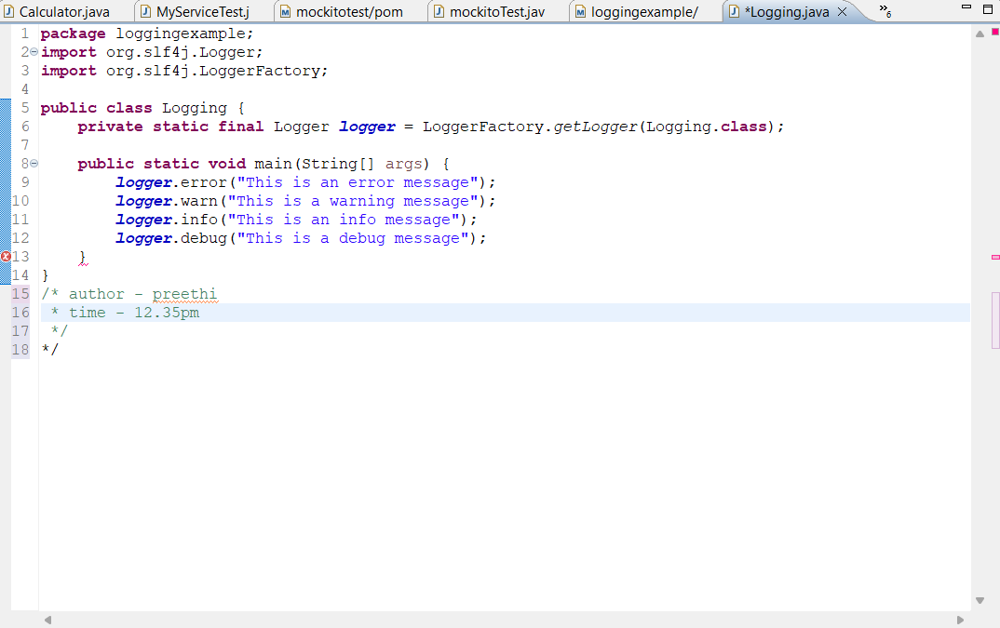 Calculator.java MyServiceTest.j mockitotest/pom mockitoTest.jav loggingexample/ *Logging.java »6
1 package loggingexample;
2 import org.slf4j.Logger;
3 import org.slf4j.LoggerFactory;
4
5 public class Logging {
6     private static final Logger logger = LoggerFactory.getLogger(Logging.class);
7
8     public static void main(String[] args) {
9         logger.error("This is an error message");
10         logger.warn("This is a warning message");
11         logger.info("This is an info message");
12         logger.debug("This is a debug message");
13     }
14 }
15 /* author - preethi
16  * time - 12.35pm
17  */
18 */